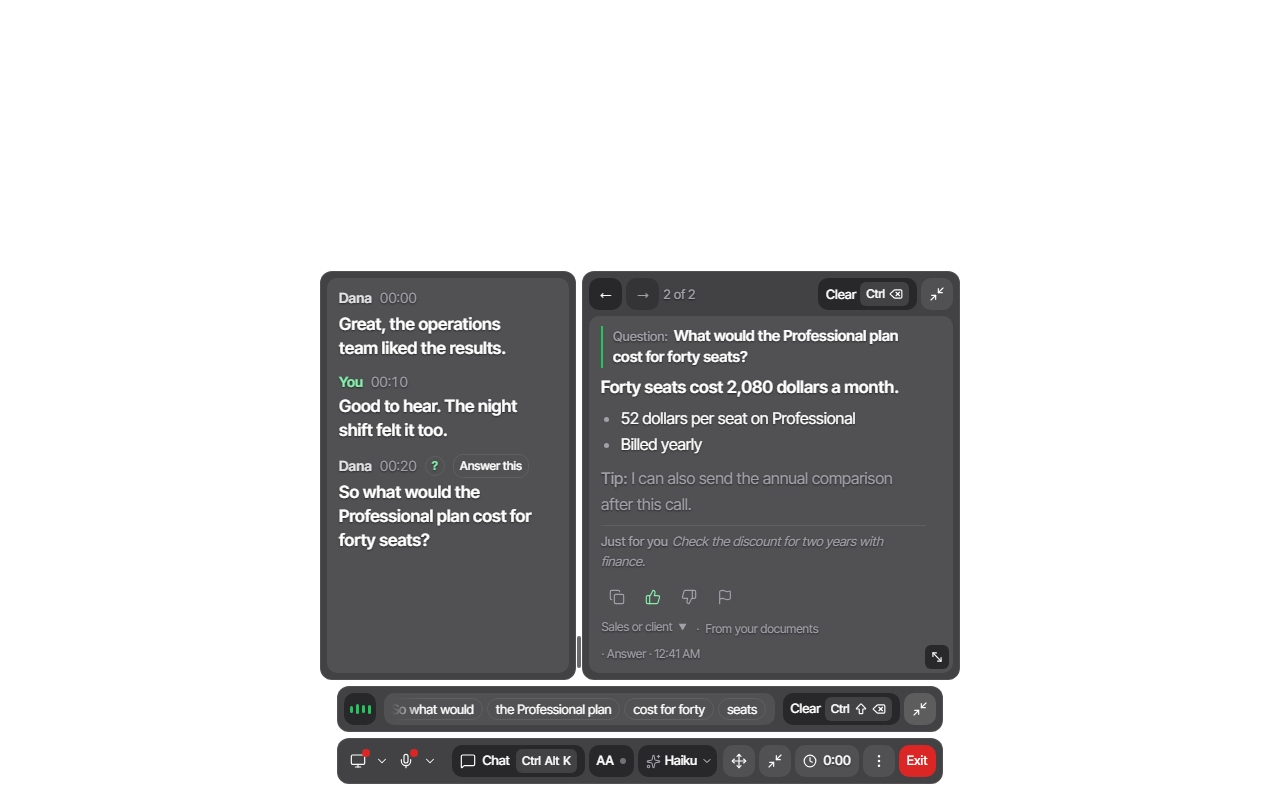 Dana 00:00
Great, the operations
team liked the results.
You 00:10
Good to hear. The night
shift felt it too.
Dana 00:20 ? Answer this
So what would the
Professional plan cost for
forty seats?
← → 2 of 2 Clear Ctrl
Question: What would the Professional plan
cost for forty seats?
Forty seats cost 2,080 dollars a month.
• 52 dollars per seat on Professional
• Billed yearly
Tip: I can also send the annual comparison
after this call.
Just for you Check the discount for two years with
finance.
Sales or client ▼ · From your documents
· Answer · 12:41 AM
So what would the Professional plan cost for forty seats Clear Ctrl
Chat Ctrl Alt K AA Haiku 0:00 Exit